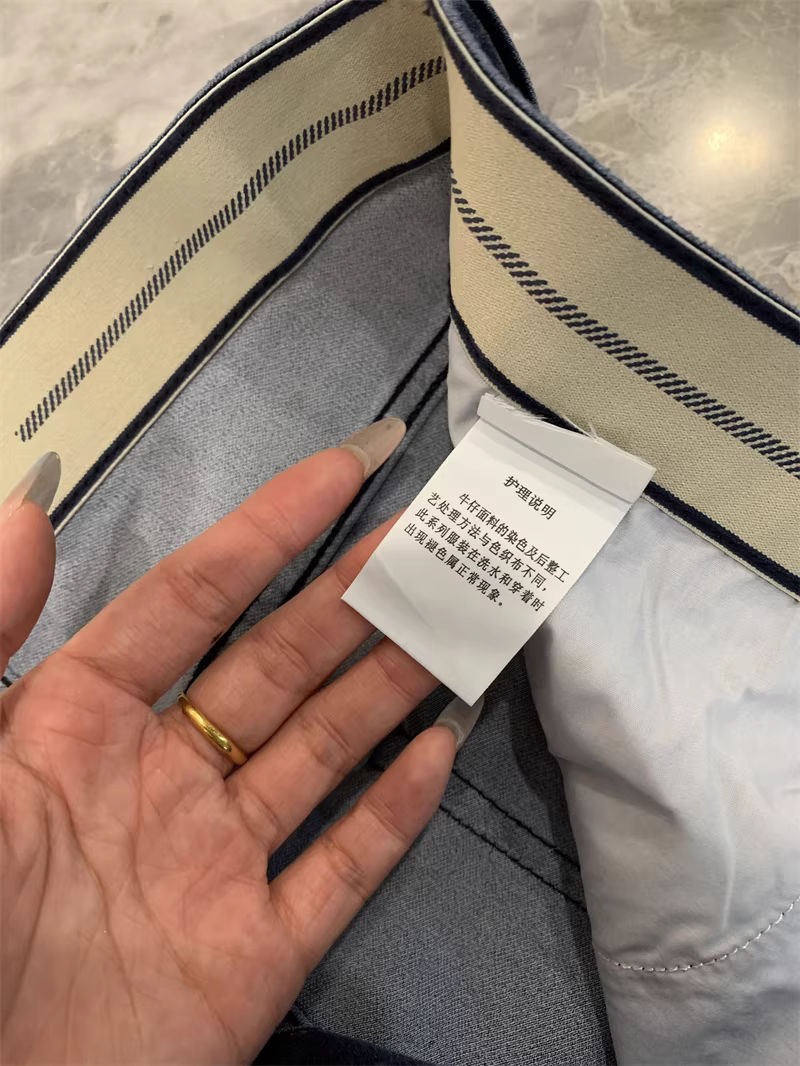 护理说明
牛仔面料的染色及后整工
艺处理方法与色织布不同，
此系列服装在洗水和穿着时
出现褪色属正常现象。